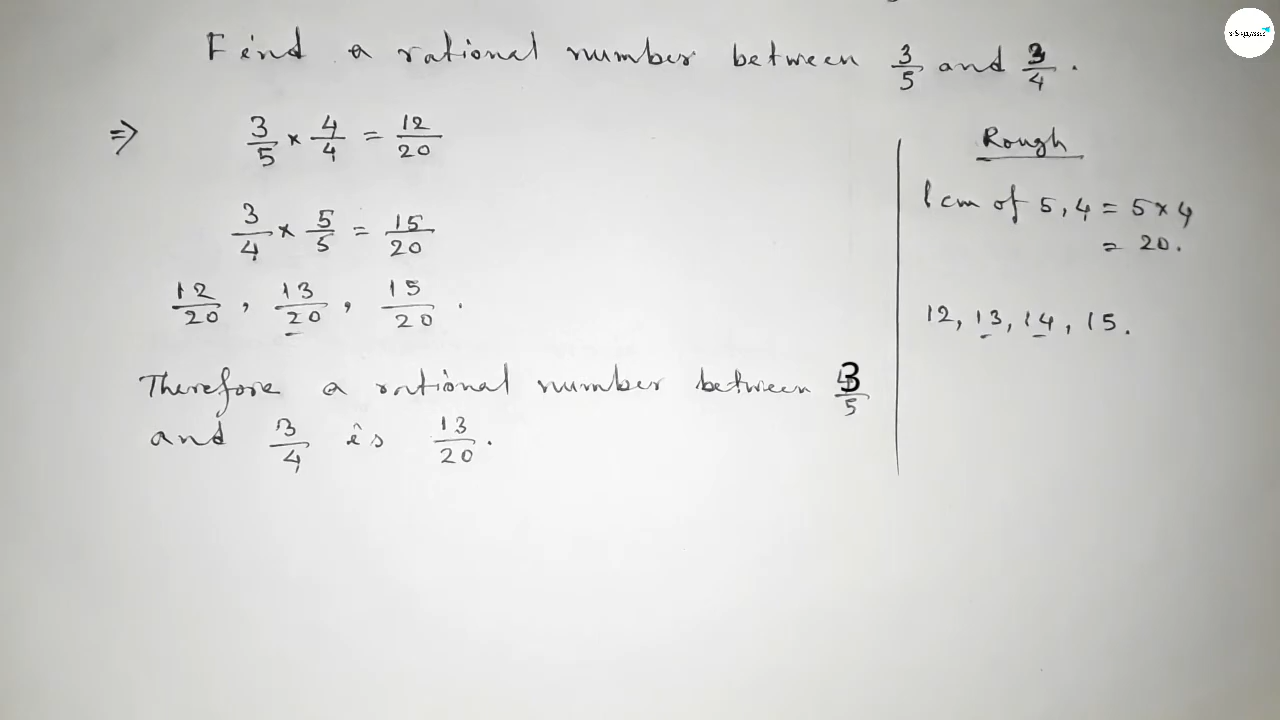 Find a rational number between 3/5 and 3/4 .
⇒ 3/5 × 4/4 = 12/20
3/4 × 5/5 = 15/20
12/20 , 13/20 , 15/20 .
Therefore a rational number between 3/5
and 3/4 is 13/20 .
Rough
lcm of 5, 4 = 5 × 4
= 20.
12, 13, 14, 15.